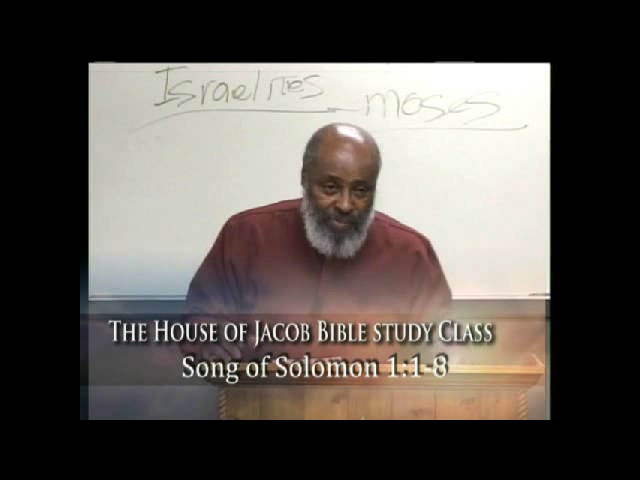 Israelites moses
THE HOUSE OF JACOB BIBLE STUDY CLASS
Song of Solomon 1:1-8